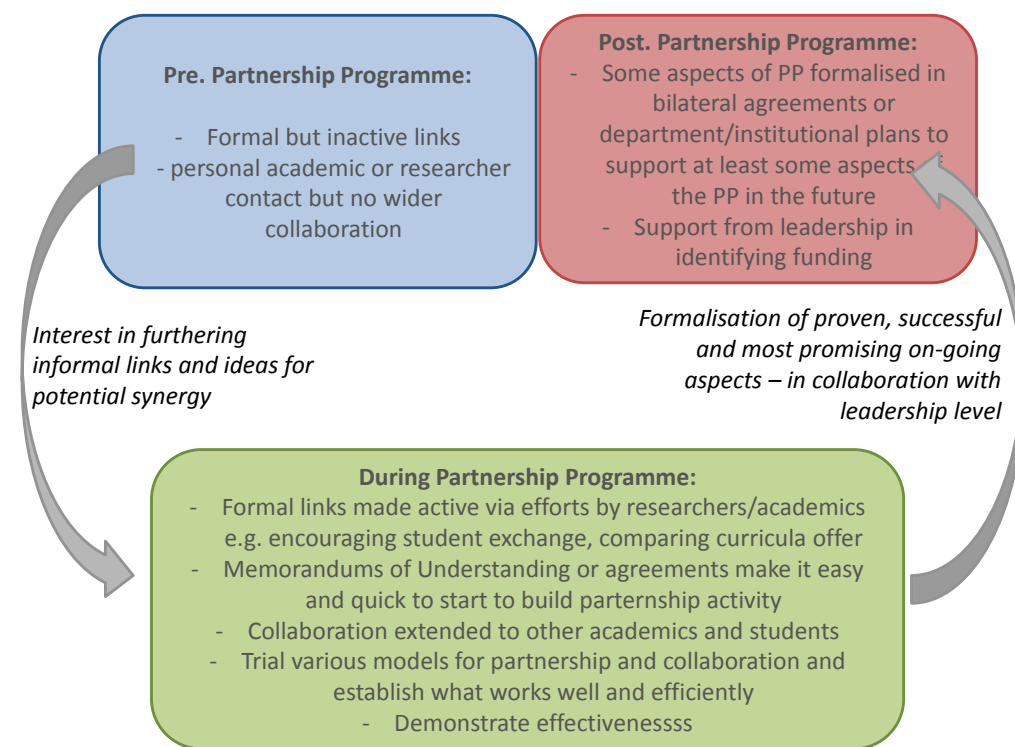 Pre. Partnership Programme:
- Formal but inactive links
- personal academic or researcher
contact but no wider
collaboration
Post. Partnership Programme:
- Some aspects of PP formalised in
bilateral agreements or
department/institutional plans to
support at least some aspects
the PP in the future
- Support from leadership in
identifying funding
Interest in furthering
informal links and ideas for
potential synergy
Formalisation of proven, successful
and most promising on-going
aspects – in collaboration with
leadership level
During Partnership Programme:
- Formal links made active via efforts by researchers/academics
e.g. encouraging student exchange, comparing curricula offer
- Memorandums of Understanding or agreements make it easy
and quick to start to build parternship activity
- Collaboration extended to other academics and students
- Trial various models for partnership and collaboration and
establish what works well and efficiently
- Demonstrate effectivenessss